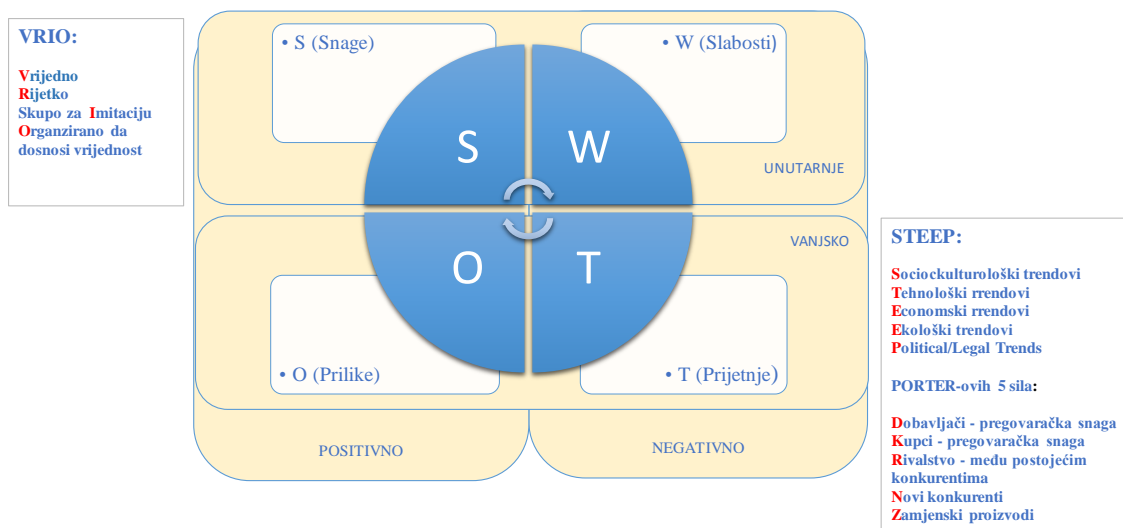 VRIO:
Vrijedno
Rijetko
Skupo za Imitaciju
Organzirano da
dosnosi vrijednost
• S (Snage)
• W (Slabosti)
S
W
UNUTARNJE
O
T
VANJSKO
• O (Prilike)
• T (Prijetnje)
POSITIVNO
NEGATIVNO
STEEP:
Sociockulturološki trendovi
Tehnološki rrendovi
Economski rrendovi
Ekološki trendovi
Political/Legal Trends
PORTER-ovih 5 sila:
Dobavljači - pregovaračka snaga
Kupci - pregovaračka snaga
Rivalstvo - među postojećim
konkurentima
Novi konkurenti
Zamjenski proizvodi